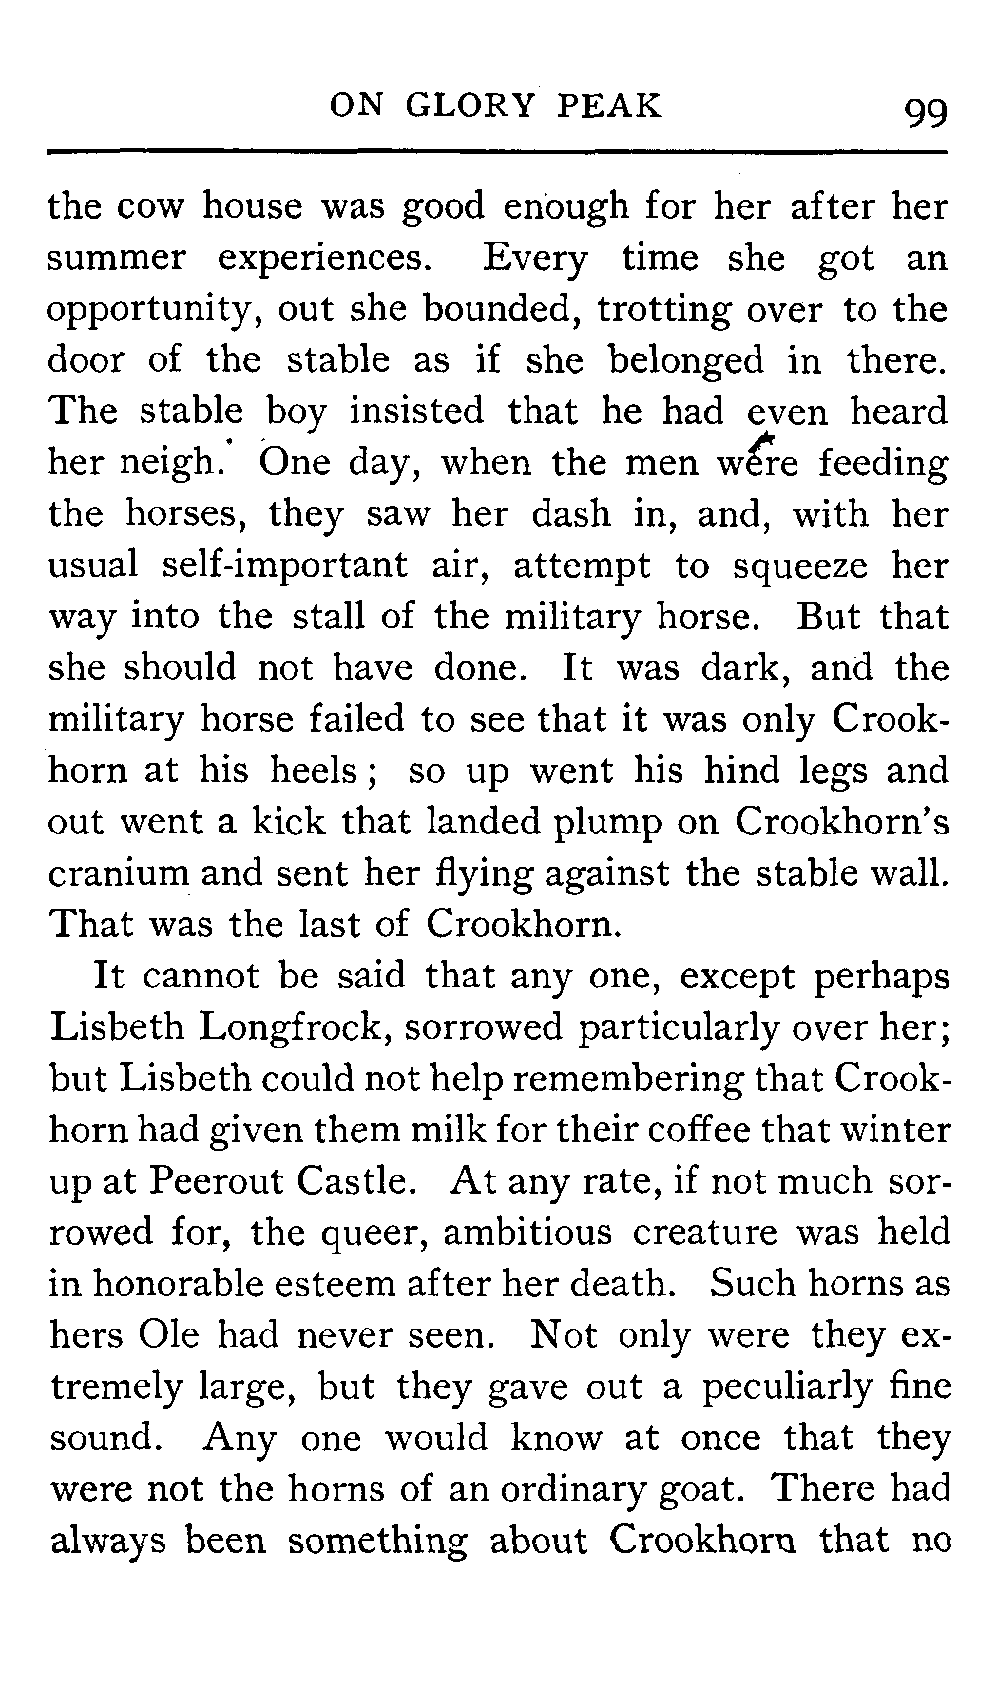 ON GLORY PEAK 99
the cow house was good enough for her after her
summer experiences. Every time she got an
opportunity, out she bounded, trotting over to the
door of the stable as if she belonged in there.
The stable boy insisted that he had even heard
her neigh. One day, when the men were feeding
the horses, they saw her dash in, and, with her
usual self-important air, attempt to squeeze her
way into the stall of the military horse. But that
she should not have done. It was dark, and the
military horse failed to see that it was only Crook-
horn at his heels; so up went his hind legs and
out went a kick that landed plump on Crookhorn's
cranium and sent her flying against the stable wall.
That was the last of Crookhorn.
It cannot be said that any one, except perhaps
Lisbeth Longfrock, sorrowed particularly over her;
but Lisbeth could not help remembering that Crook-
horn had given them milk for their coffee that winter
up at Peerout Castle. At any rate, if not much sor-
rowed for, the queer, ambitious creature was held
in honorable esteem after her death. Such horns as
hers Ole had never seen. Not only were they ex-
tremely large, but they gave out a peculiarly fine
sound. Any one would know at once that they
were not the horns of an ordinary goat. There had
always been something about Crookhorn that no